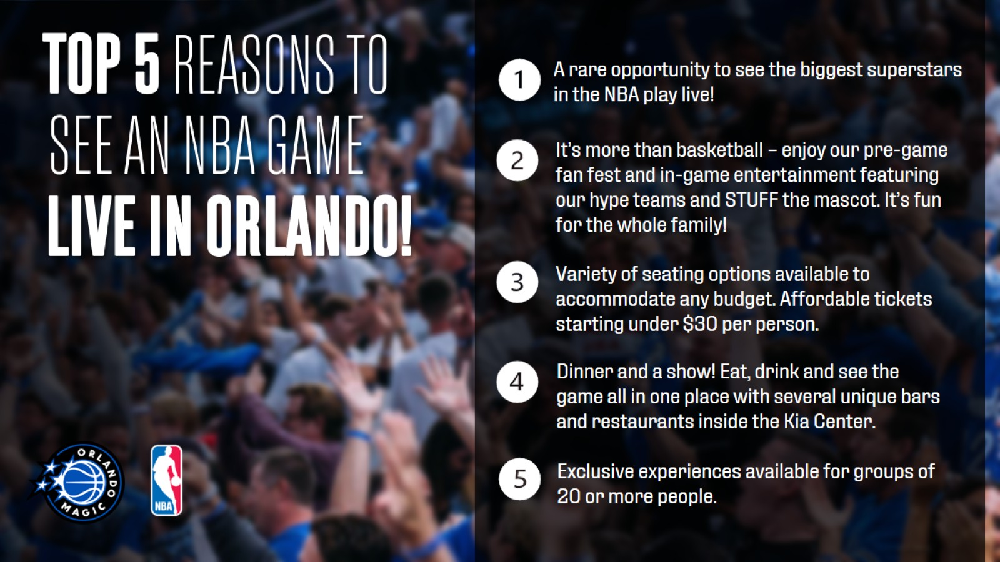 TOP 5 REASONS TO
SEE AN NBA GAME
LIVE IN ORLANDO!
1
A rare opportunity to see the biggest superstars
in the NBA play live!
2
It’s more than basketball – enjoy our pre-game
fan fest and in-game entertainment featuring
our hype teams and STUFF the mascot. It’s fun
for the whole family!
3
Variety of seating options available to
accommodate any budget. Affordable tickets
starting under $30 per person.
4
Dinner and a show! Eat, drink and see the
game all in one place with several unique bars
and restaurants inside the Kia Center.
5
Exclusive experiences available for groups of
20 or more people.
ORLANDO
MAGIC
NBA